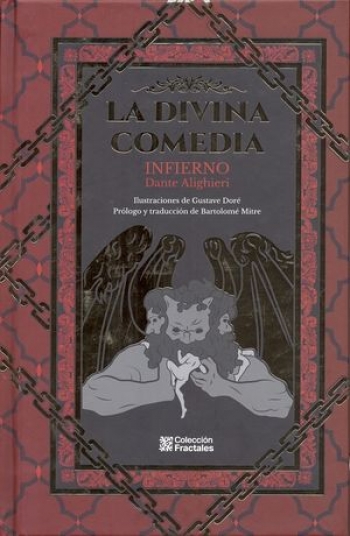 LA DIVINA
COMEDIA
INFIERNO
Dante Alighieri
Ilustraciones de Gustave Doré
Prólogo y traducción de Bartolomé Mitre
Colección
Fractales